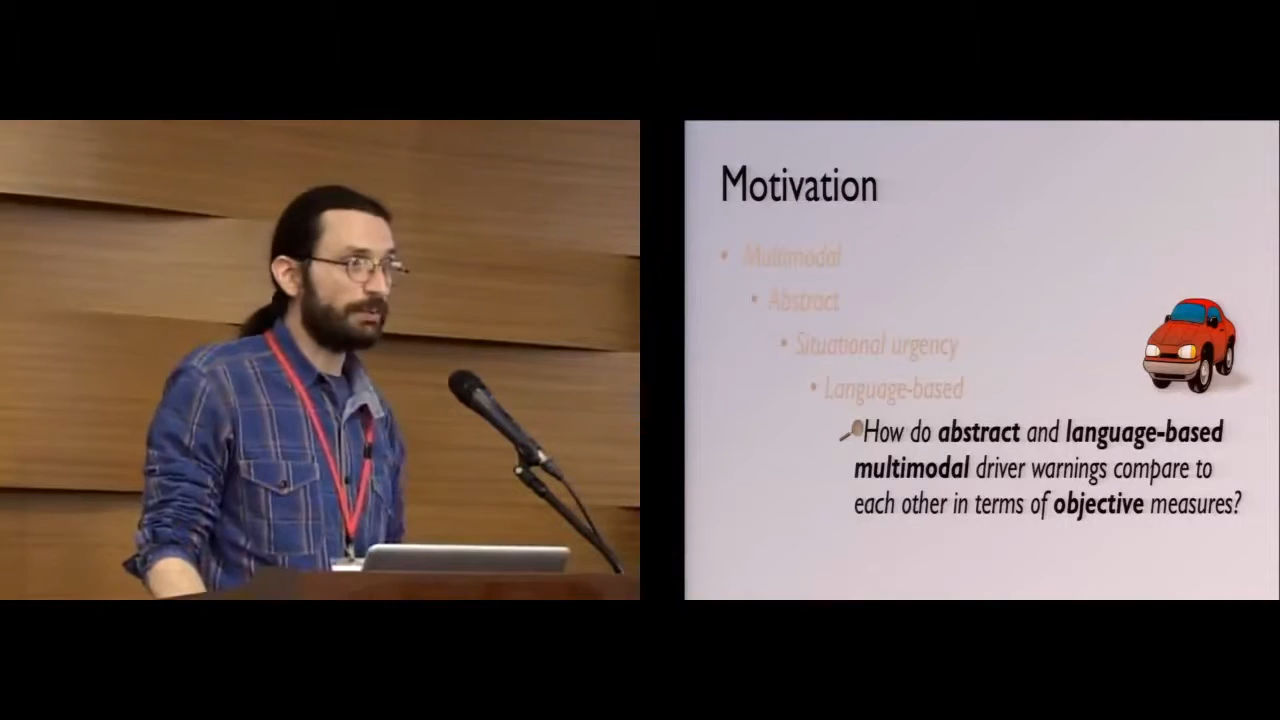 Motivation
• Multimodal
• Abstract
• Situational urgency
• Language-based
How do abstract and language-based
multimodal driver warnings compare to
each other in terms of objective measures?